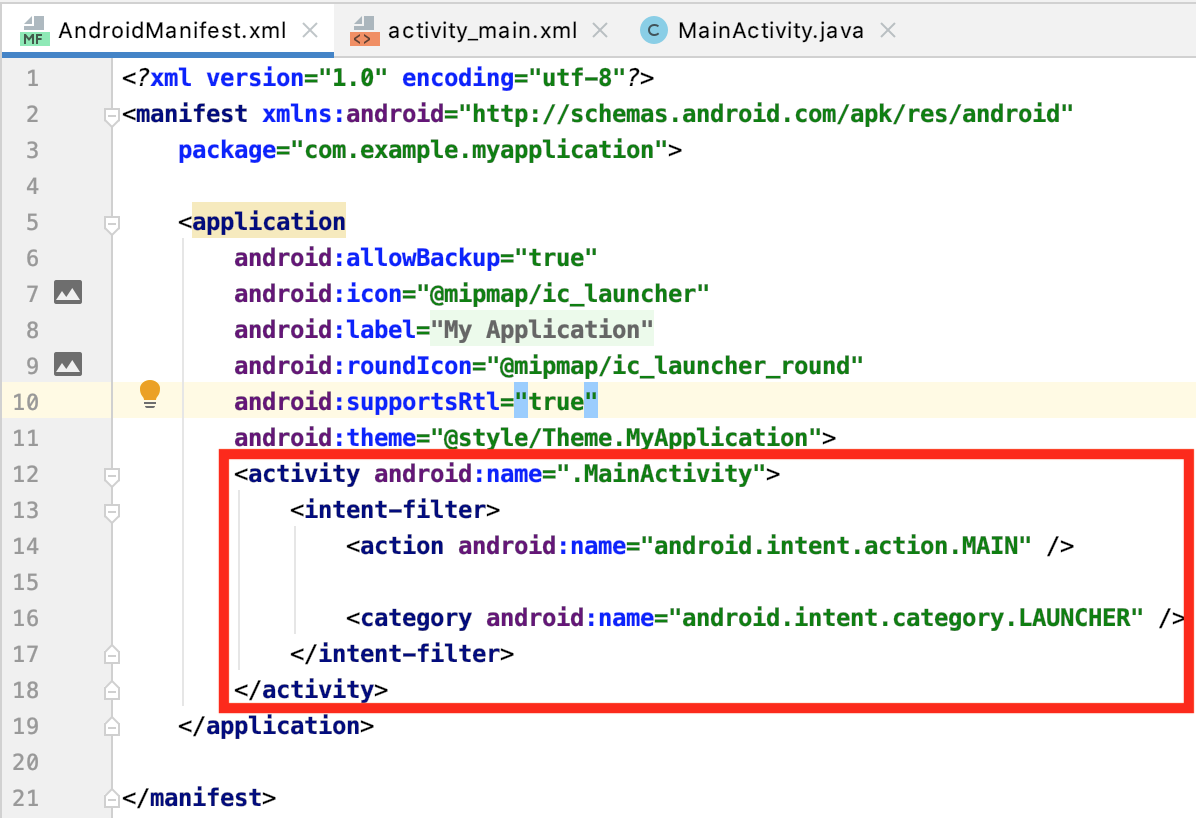 MF AndroidManifest.xml <> activity_main.xml C MainActivity.java
1 <?xml version="1.0" encoding="utf-8"?>
2 <manifest xmlns:android="http://schemas.android.com/apk/res/android"
3 package="com.example.myapplication">
4
5 <application
6 android:allowBackup="true"
7 android:icon="@mipmap/ic_launcher"
8 android:label="My Application"
9 android:roundIcon="@mipmap/ic_launcher_round"
10 android:supportsRtl="true"
11 android:theme="@style/Theme.MyApplication">
12 <activity android:name=".MainActivity">
13 <intent-filter>
14 <action android:name="android.intent.action.MAIN" />
15
16 <category android:name="android.intent.category.LAUNCHER" />
17 </intent-filter>
18 </activity>
19 </application>
20
21 </manifest>